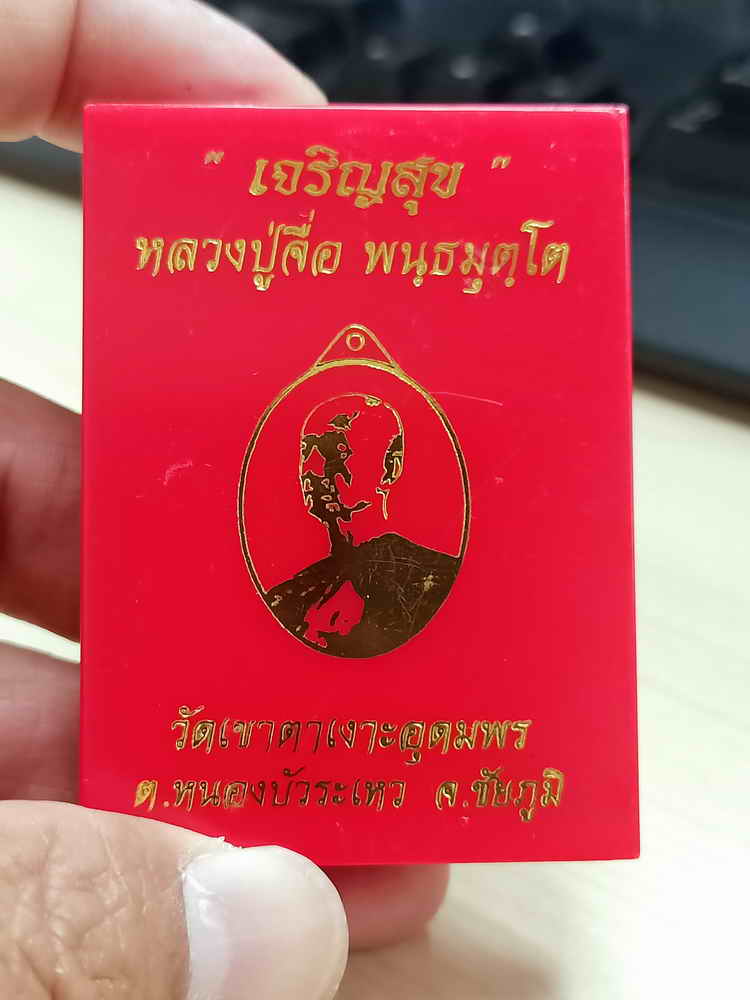 " เจริญสุข "
หลวงปู่จื่อ พนฺธมุตฺโต
วัดเขาตาเงาะอุดมพร
ต.หนองบัวระเหว จ.ชัยภูมิ